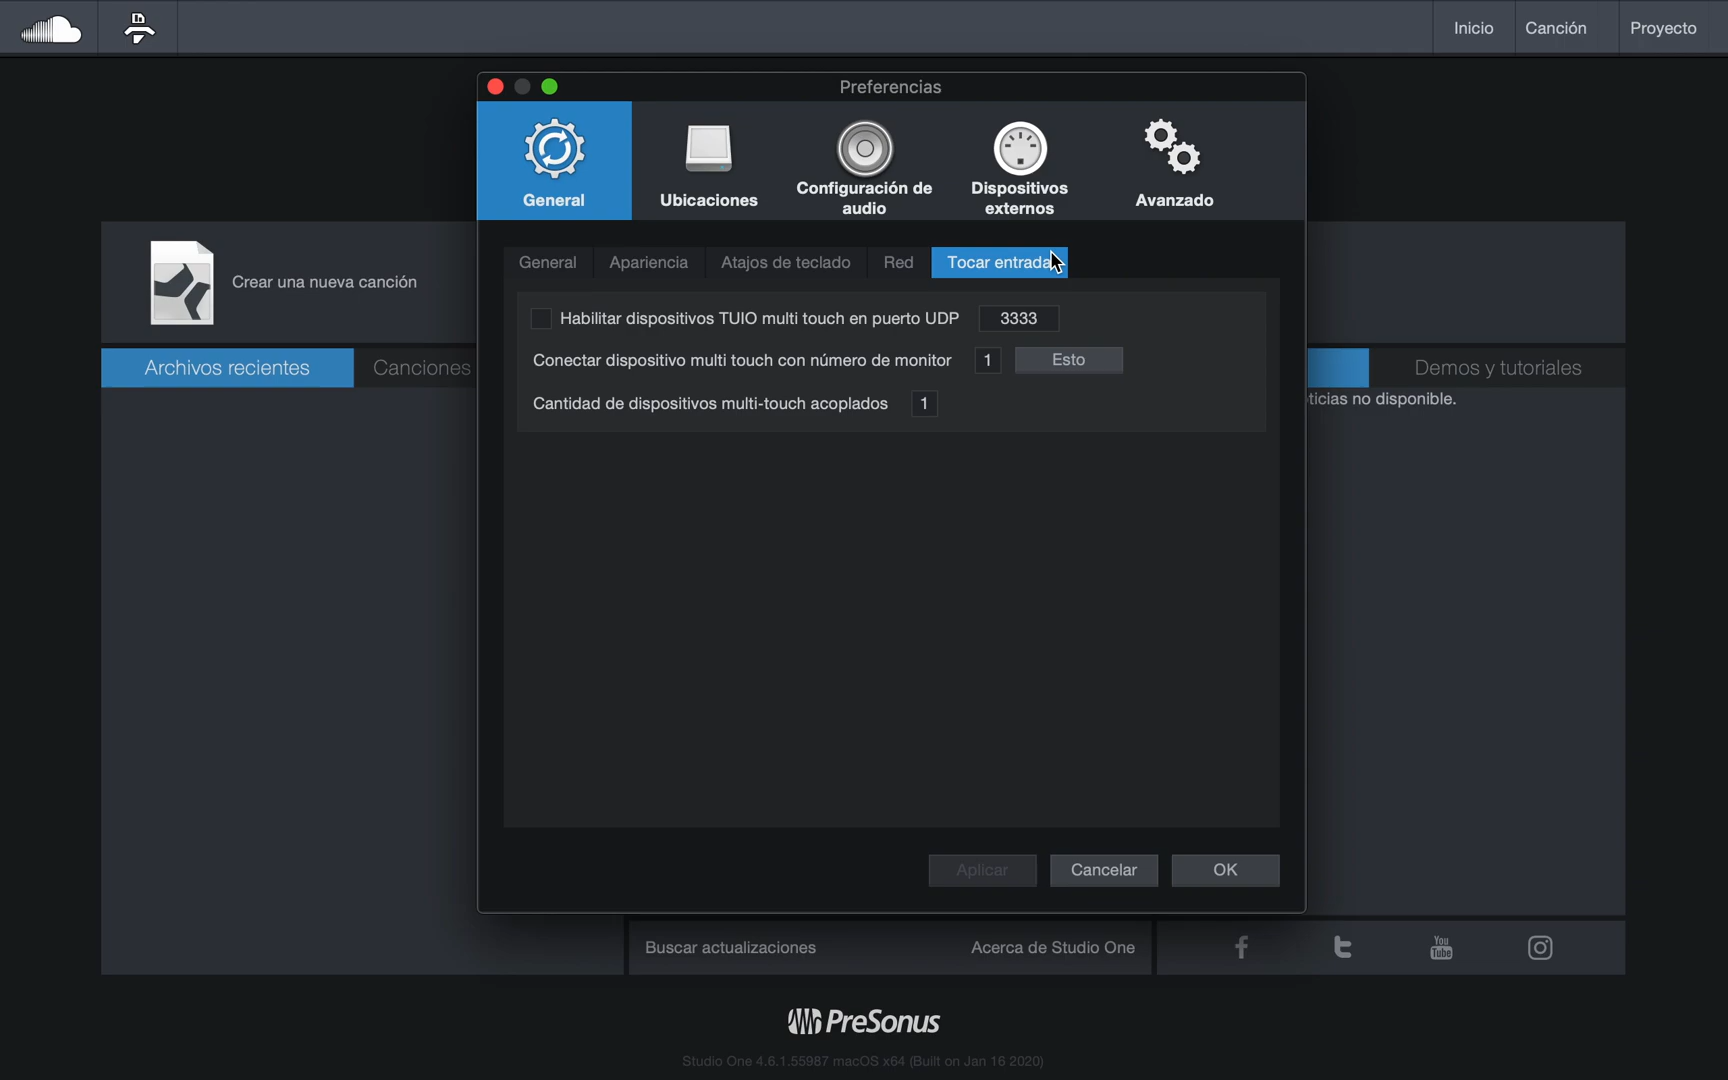 Inicio
Canción
Proyecto
Preferencias
General
Ubicaciones
Configuración de
audio
Dispositivos
externos
Avanzado
General
Apariencia
Atajos de teclado
Red
Tocar entrada
Habilitar dispositivos TUIO multi touch en puerto UDP 3333
Conectar dispositivo multi touch con número de monitor 1 Esto
Cantidad de dispositivos multi-touch acoplados 1
Crear una nueva canción
Archivos recientes
Canciones
Demos y tutoriales
ticias no disponible.
Aplicar
Cancelar
OK
Buscar actualizaciones
Acerca de Studio One
You
Tube
PreSonus
Studio One 4.6.1.55987 macOS x64 (Built on Jan 16 2020)